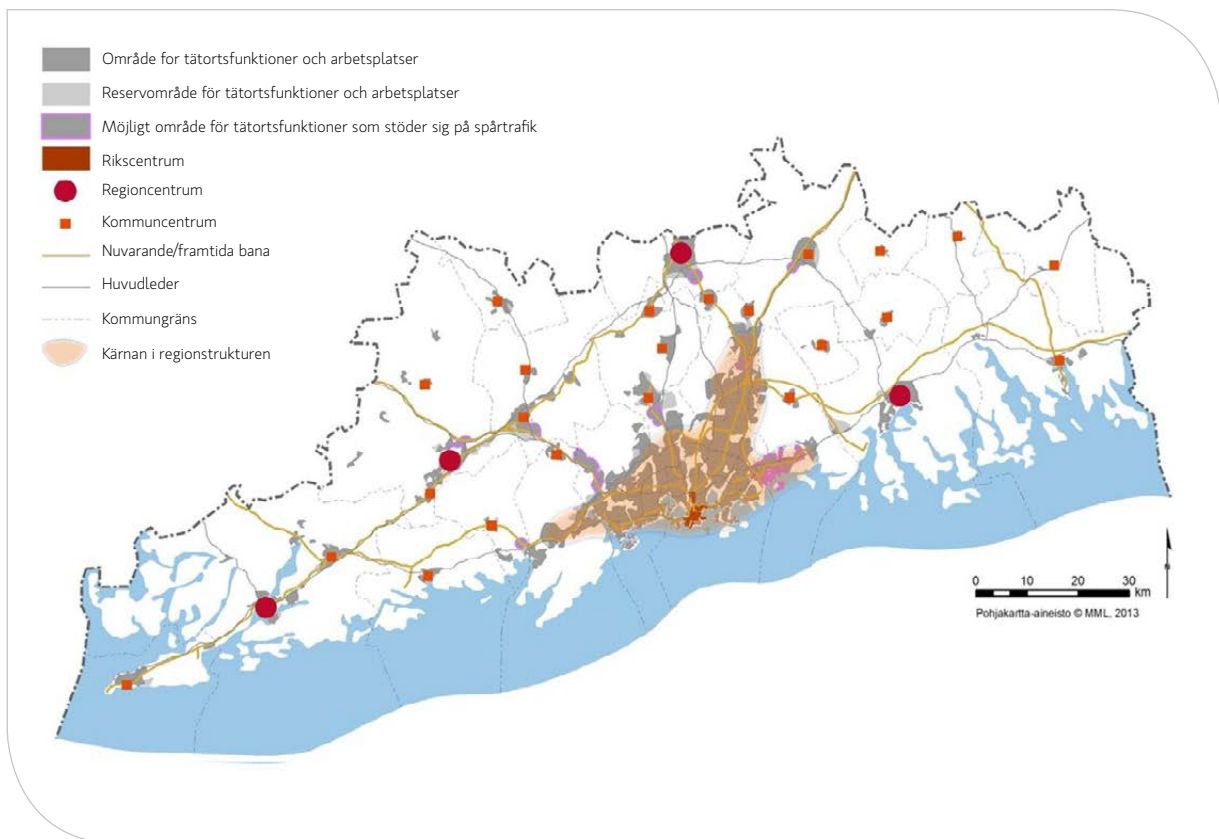 Område for tätortsfunktioner och arbetsplatser
Reservområde för tätortsfunktioner och arbetsplatser
Möjligt område för tätortsfunktioner som stöder sig på spårtrafik
Rikscentrum
Regioncentrum
Kommuncentrum
Nuvarande/framtida bana
Huvudleder
Kommungräns
Kärnan i regionstrukturen
0 10 20 30
km
Pohjakartta-aineisto © MML, 2013